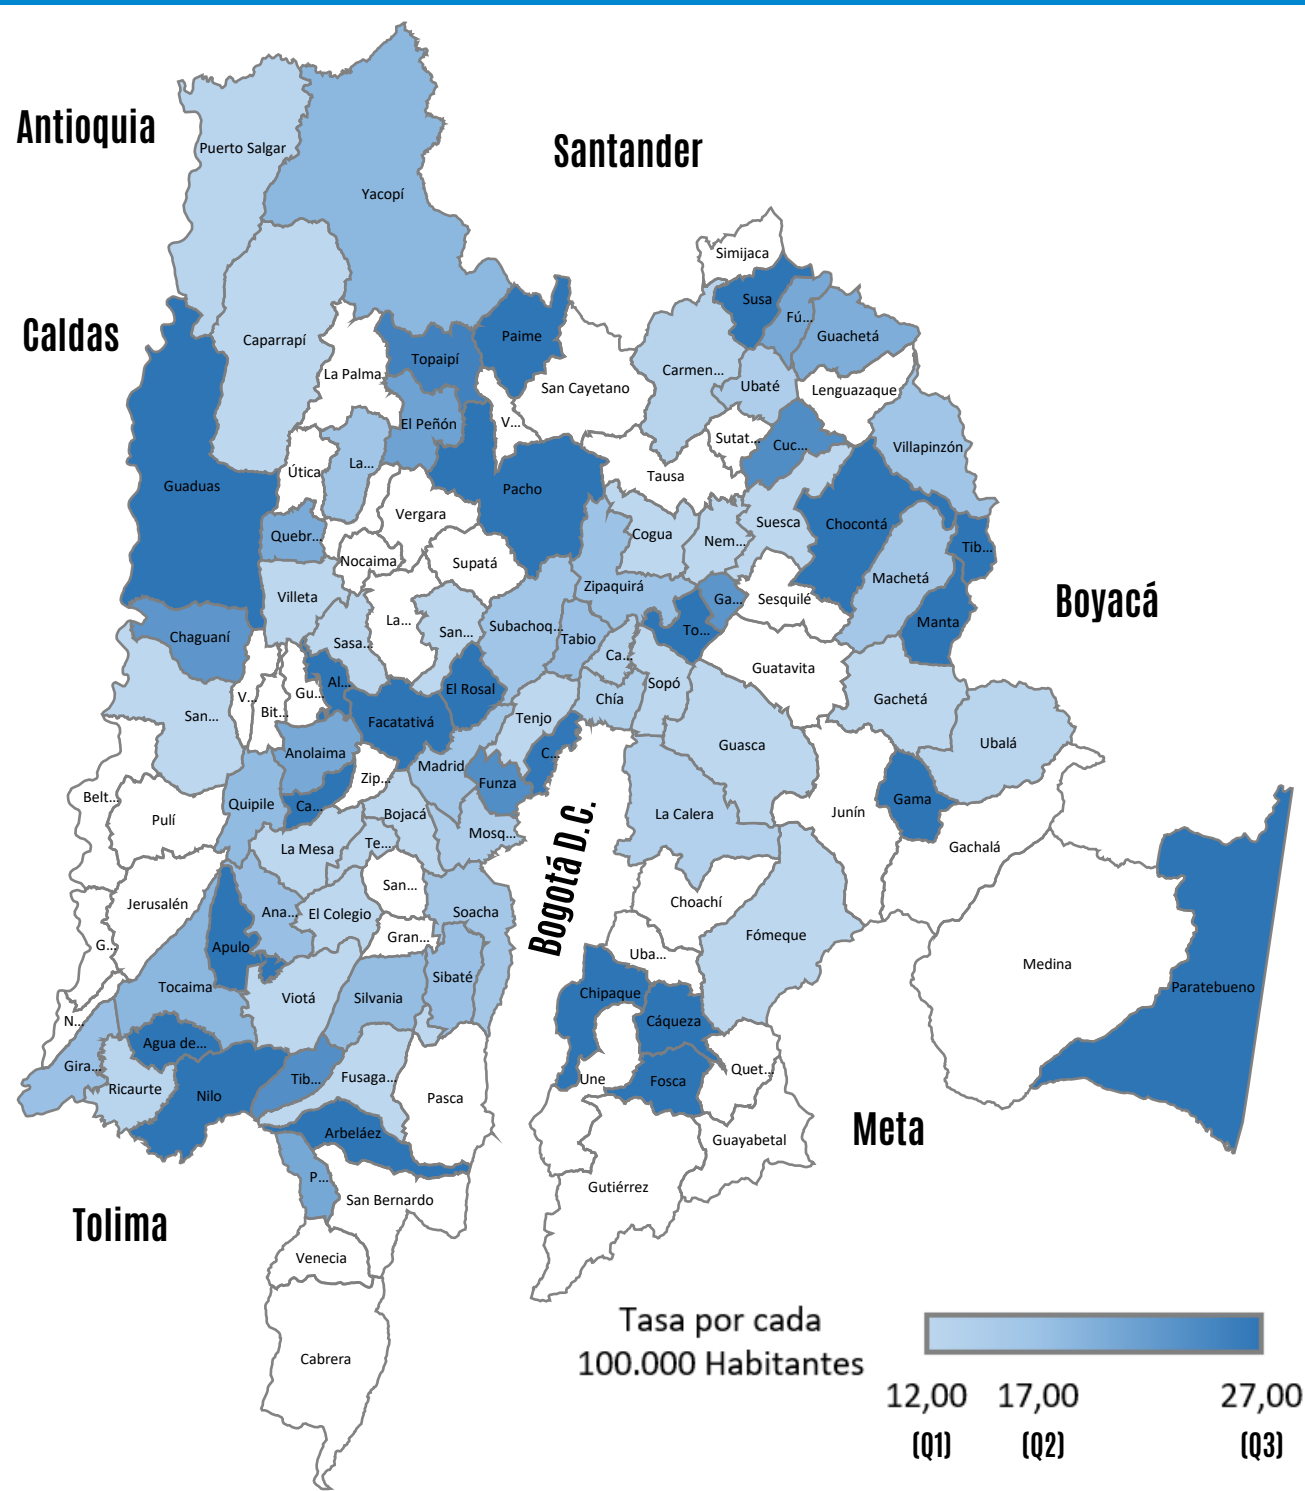 Antioquia
Santander
Caldas
Boyacá
Bogotá D.C.
Meta
Tolima
Puerto Salgar
Yacopí
Simijaca
Susa
Fú...
Guachetá
Paime
Caparrapí
Topaipí
La Palma
Carmen...
Ubaté
San Cayetano
Lenguazaque
El Peñón
V...
Sutat...
Cuc...
Villapinzón
Útica
La...
Tausa
Guaduas
Pacho
Vergara
Suesca
Chocontá
Quebr...
Cogua
Nem...
Tib...
Nocaima
Supatá
Machetá
Villeta
Zipaquirá
Ga...
Sesquilé
Chaguaní
La...
San...
Subachoq...
Tabio
To...
Manta
Sasa...
Ca...
Guatavita
Al...
El Rosal
Sopó
V...
Gu...
Chía
Gachetá
San...
Bit...
Facatativá
Tenjo
Anolaima
Guasca
Ubalá
C...
Madrid
Zip...
Funza
Belt...
Quipile
Ca...
Gama
Pulí
Bojacá
La Calera
Junín
Mosq...
La Mesa
Te...
Gachalá
San...
Jerusalén
Ana...
El Colegio
Soacha
Choachí
G...
Apulo
Gran...
Fómeque
Uba...
Medina
Tocaima
Viotá
Silvania
Sibaté
Chipaque
Paratebueno
N...
Agua de...
Cáqueza
Gira...
Ricaurte
Nilo
Tib...
Fusaga...
Une
Fosca
Quet...
Pasca
Arbeláez
Guayabetal
P...
San Bernardo
Gutiérrez
Venecia
Cabrera
Tasa por cada
100.000 Habitantes
12,00 17,00 27,00
(Q1) (Q2) (Q3)